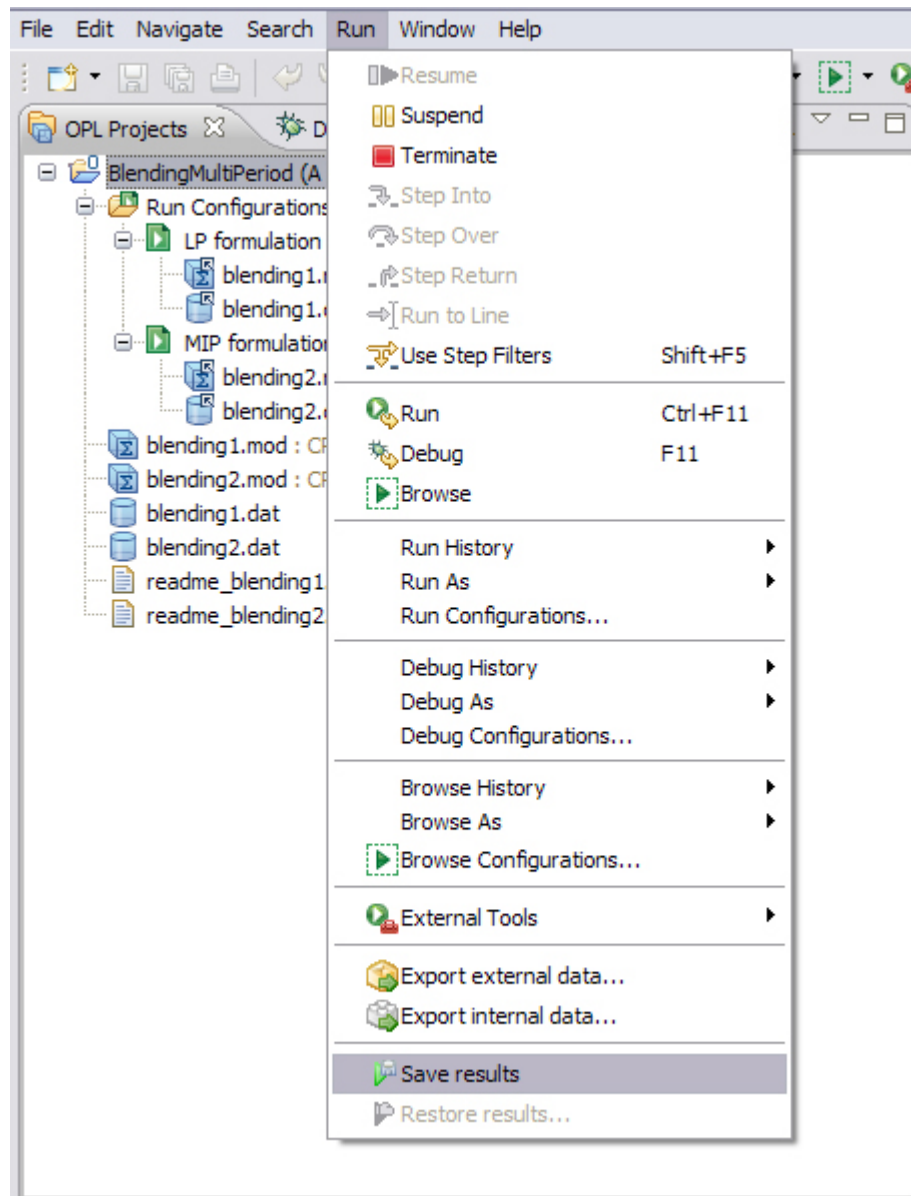 File Edit Navigate Search Run Window Help
OPL Projects
BlendingMultiPeriod (A
Run Configurations
LP formulation
blending1.
blending1.
MIP formulation
blending2.
blending2.
blending1.mod : CP
blending2.mod : CP
blending1.dat
blending2.dat
readme_blending1.
readme_blending2.
Resume
Suspend
Terminate
Step Into
Step Over
Step Return
Run to Line
Use Step Filters Shift+F5
Run Ctrl+F11
Debug F11
Browse
Run History
Run As
Run Configurations...
Debug History
Debug As
Debug Configurations...
Browse History
Browse As
Browse Configurations...
External Tools
Export external data...
Export internal data...
Save results
Restore results...